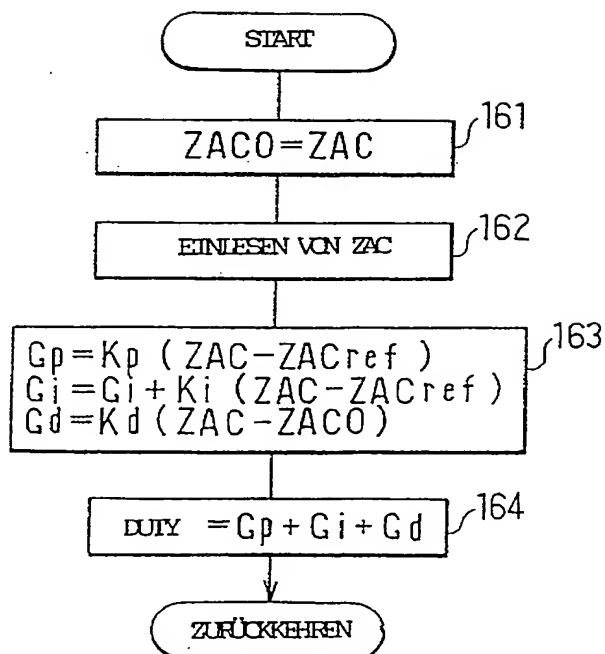 START
ZACO=ZAC
161
EINLESEN VON ZAC
162
Gp=Kp (ZAC-ZACref)
Gi=Gi+Ki (ZAC-ZACref)
Gd=Kd (ZAC-ZACO)
163
DUTY =Gp+Gi+Gd
164
ZURÜCKKEHREN